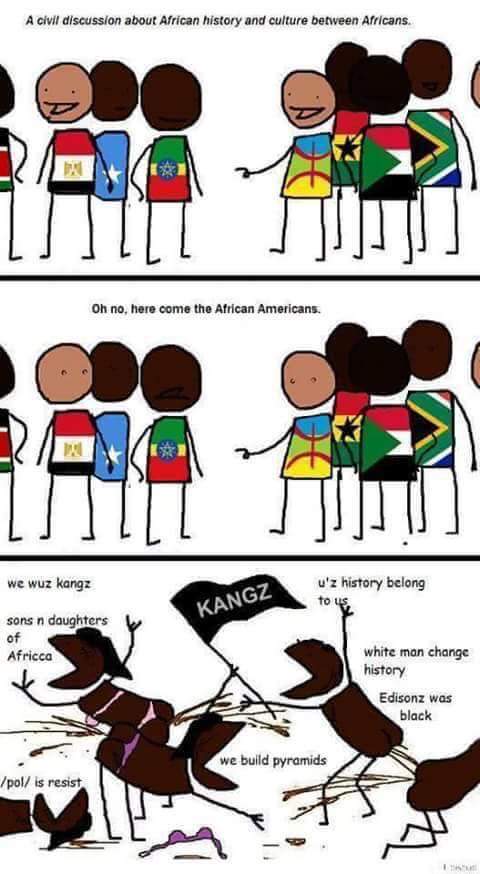 A civil discussion about African history and culture between Africans.
Oh no, here come the African Americans.
we wuz kangz
KANGZ
u'z history belong
to us
sons n daughters
of
Africca
white man change
history
Edisonz was
black
we build pyramids
/pol/ is resist